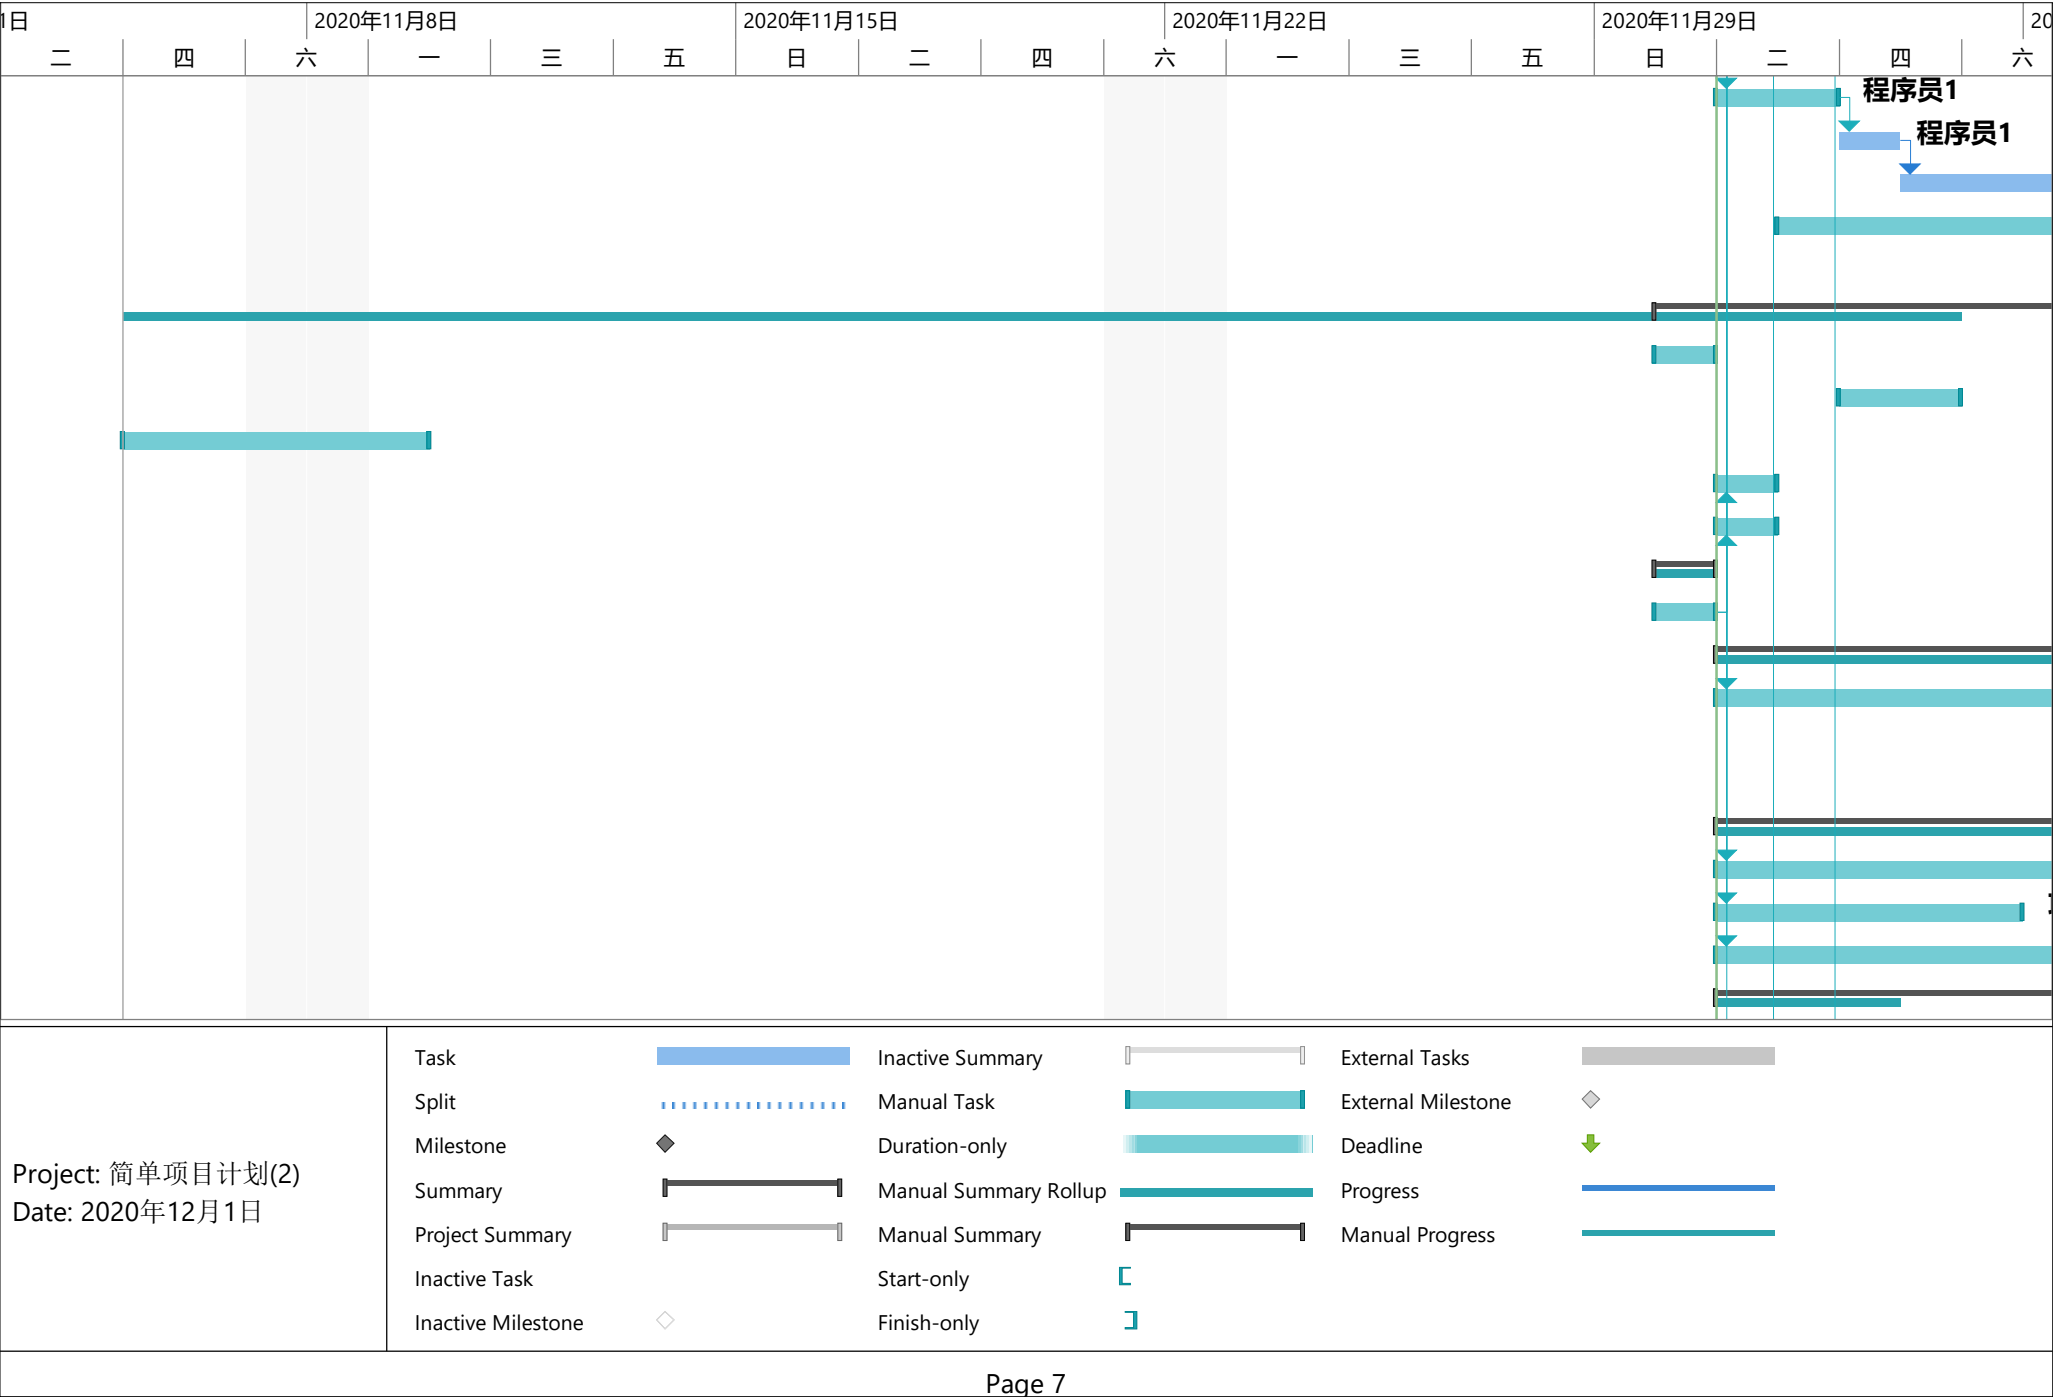 1日 2020年11月8日 2020年11月15日 2020年11月22日 2020年11月29日 20
二 四 六 一 三 五 日 二 四 六 一 三 五 日 二 四 六
程序员1
程序员1
Task Inactive Summary External Tasks
Split Manual Task External Milestone
Milestone Duration-only Deadline
Project: 简单项目计划(2)
Date: 2020年12月1日
Summary Manual Summary Rollup Progress
Project Summary Manual Summary Manual Progress
Inactive Task Start-only
Inactive Milestone Finish-only
Page 7